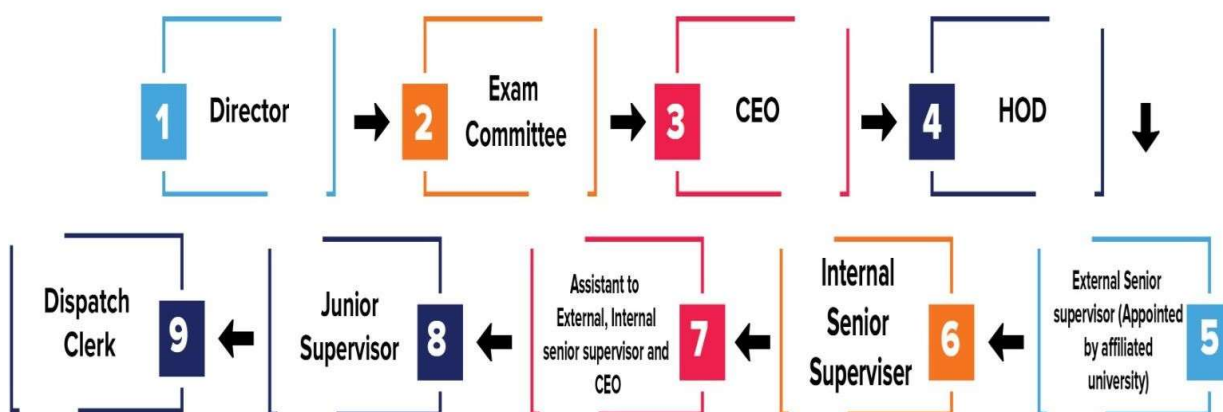 1
Director
2
Exam
Committee
3
CEO
4
HOD
External Senior
supervisor (Appointed
by affiliated
university)
5
Internal
Senior
Superviser
6
Assistant to
External, Internal
senior supervisor and
CEO
7
Junior
Supervisor
8
Dispatch
Clerk
9